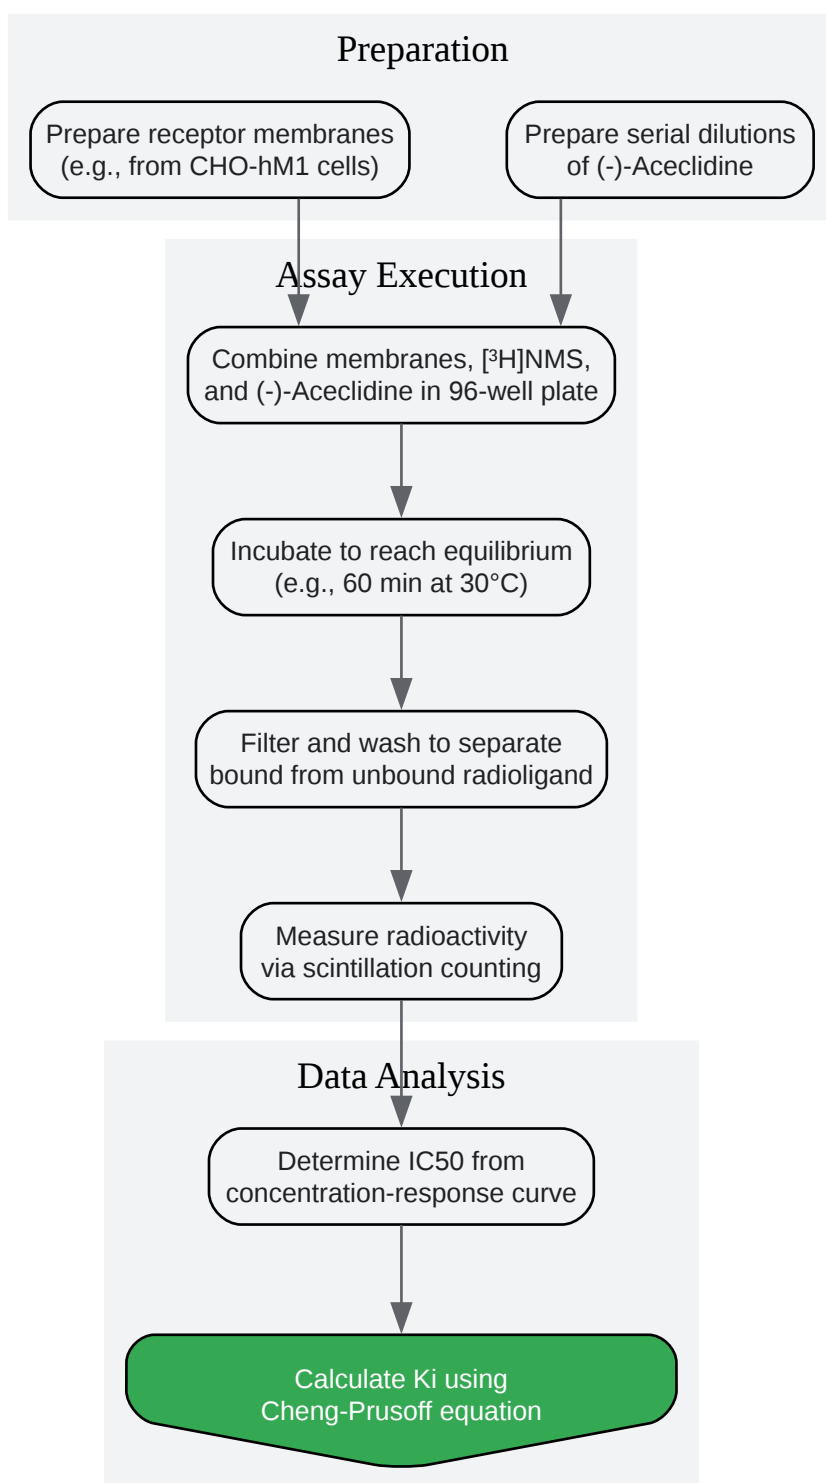 Preparation
Prepare receptor membranes
(e.g., from CHO-hM1 cells)
Prepare serial dilutions
of (-)-Aceclidine
Assay Execution
Combine membranes, [³H]NMS,
and (-)-Aceclidine in 96-well plate
Incubate to reach equilibrium
(e.g., 60 min at 30°C)
Filter and wash to separate
bound from unbound radioligand
Measure radioactivity
via scintillation counting
Data Analysis
Determine IC50 from
concentration-response curve
Calculate Ki using
Cheng-Prusoff equation